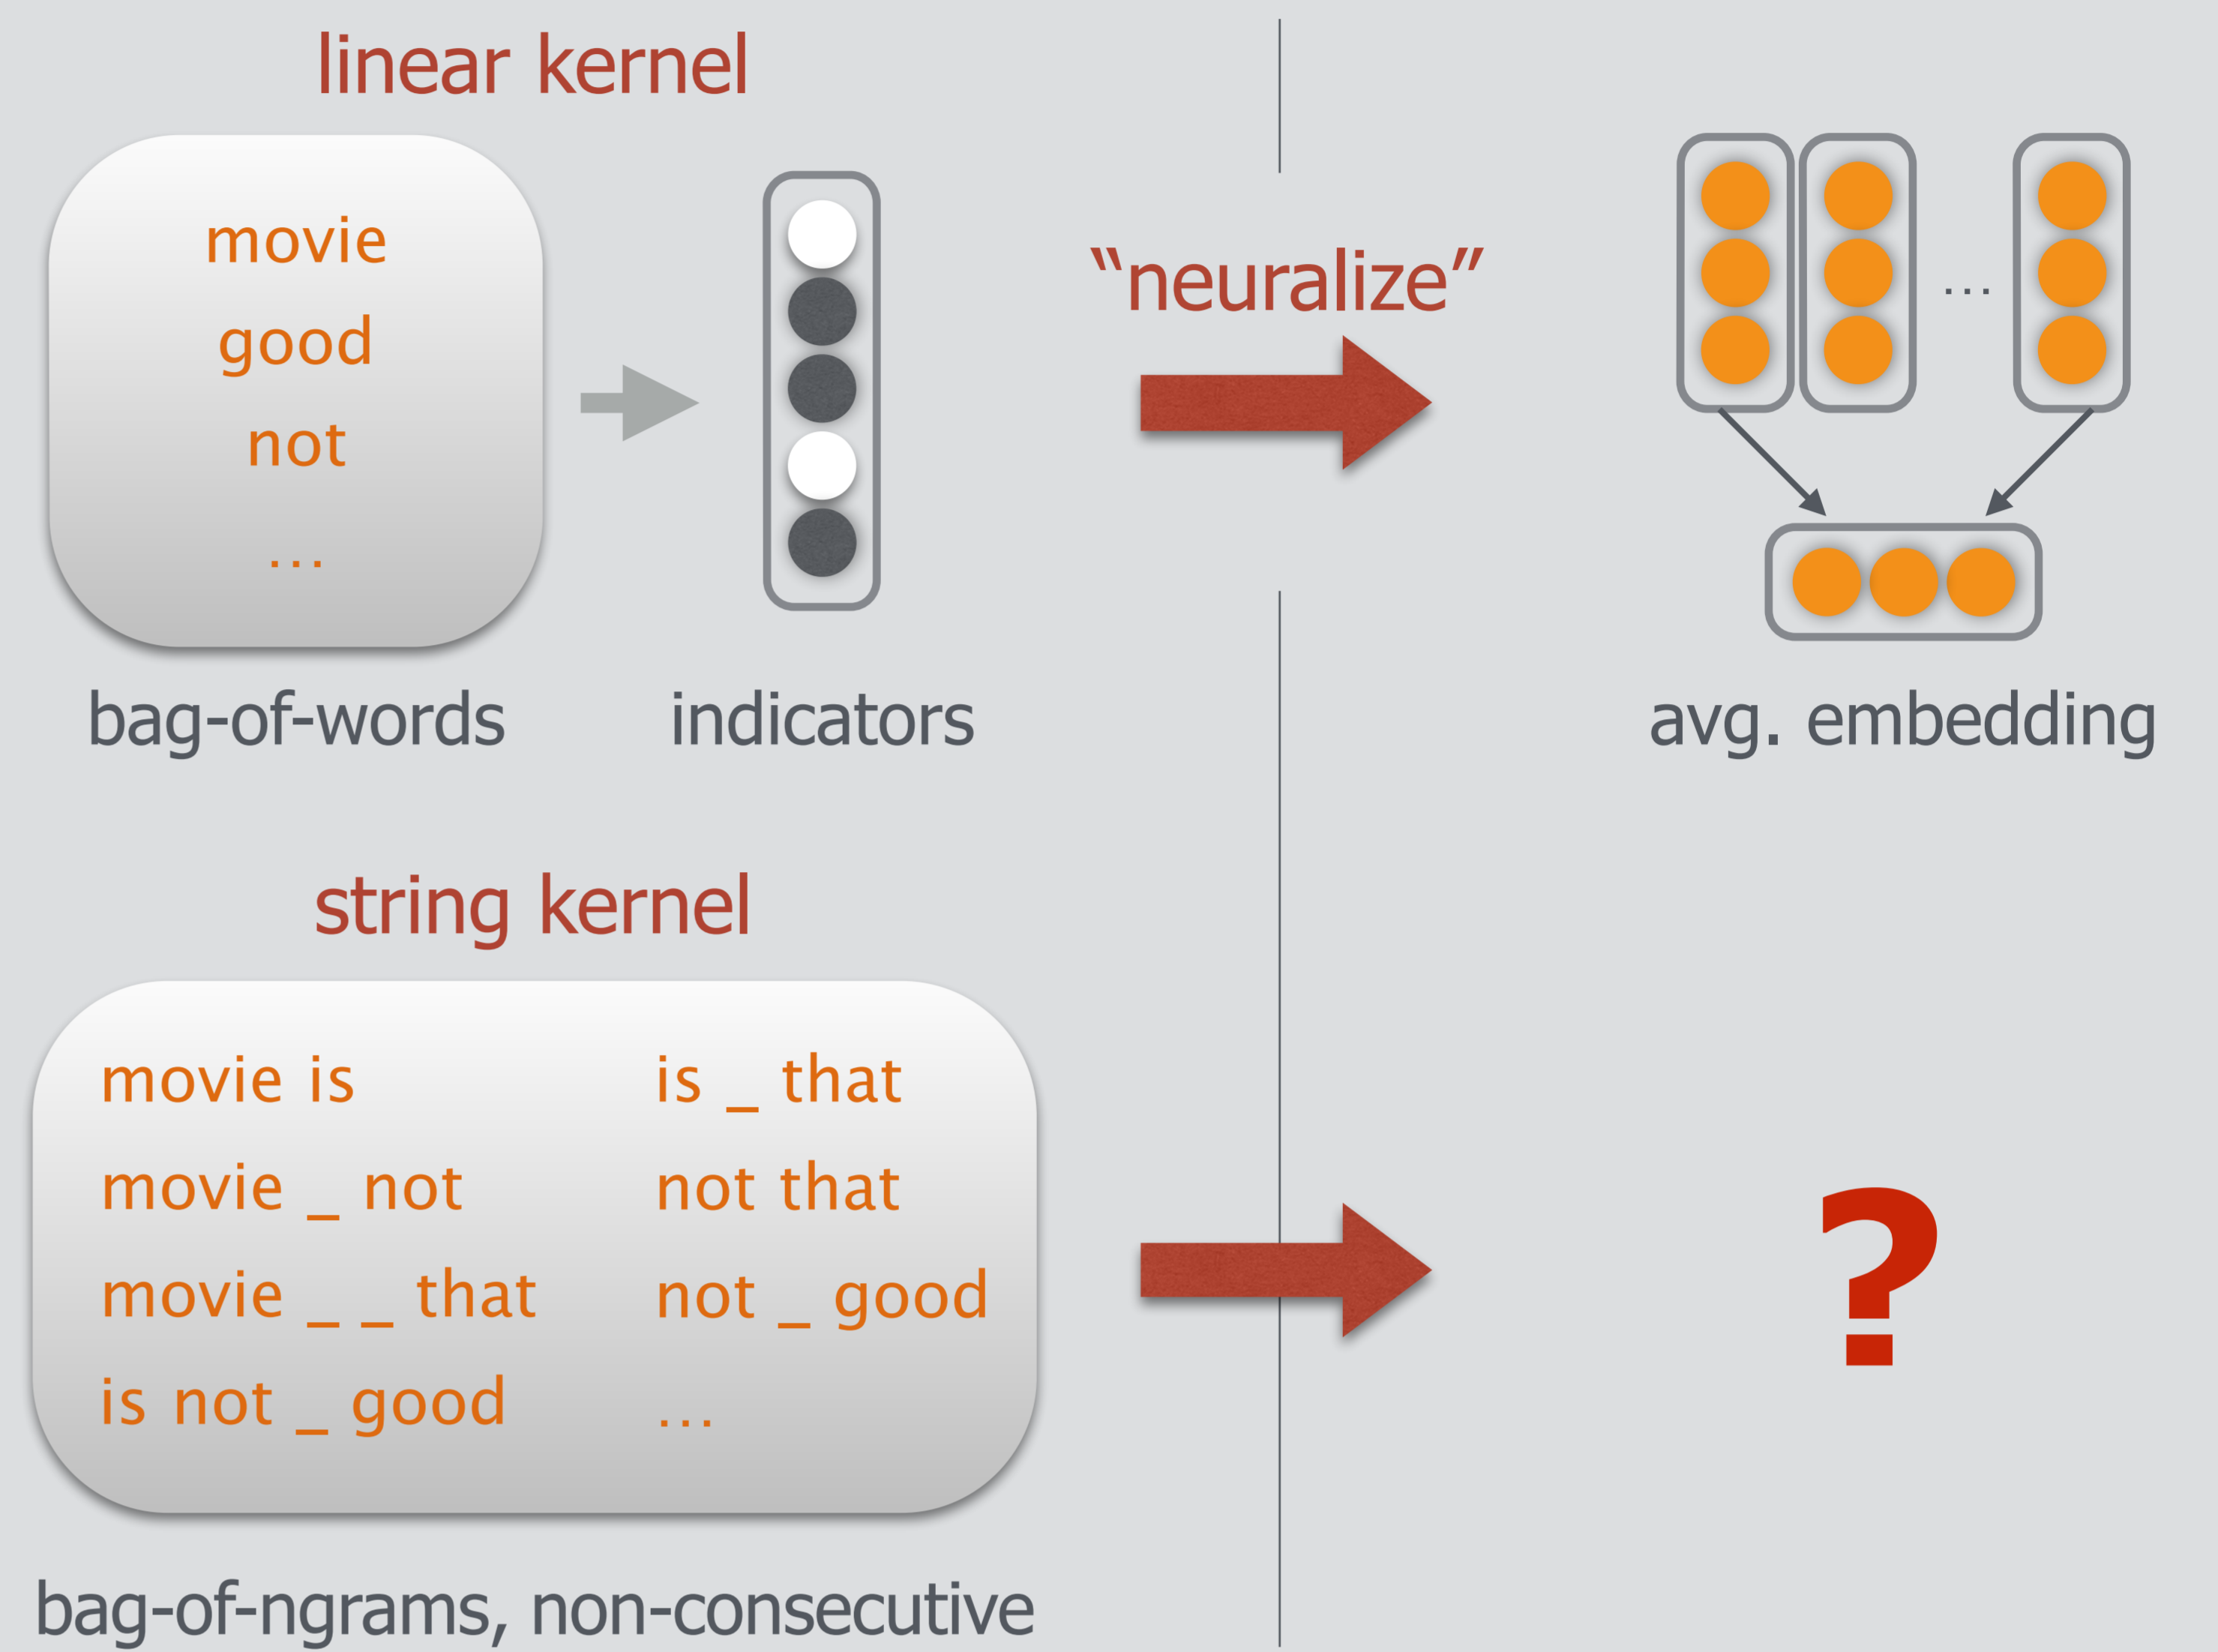 linear kernel
movie
good
not
...
bag-of-words
indicators
“neuralize”
...
avg. embedding
string kernel
movie is
movie _ not
movie _ _ that
is not _ good
is _ that
not that
not _ good
...
bag-of-ngrams, non-consecutive
?